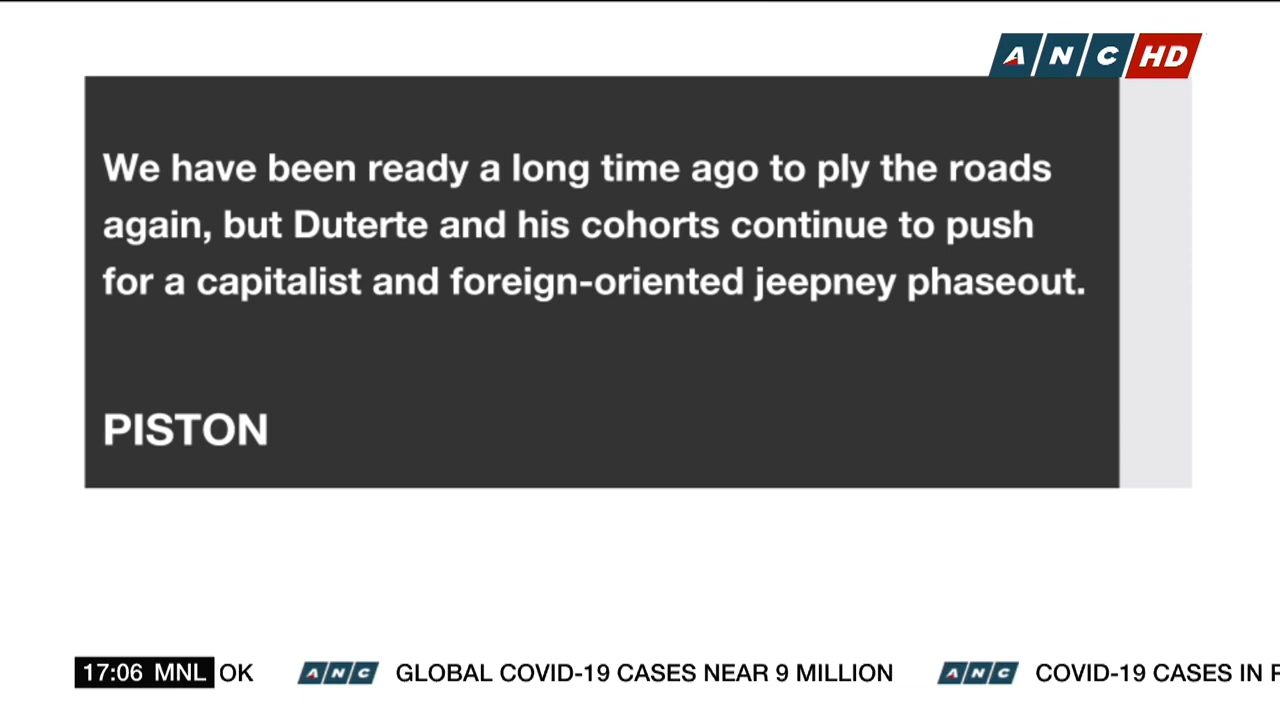 ANC HD
We have been ready a long time ago to ply the roads
again, but Duterte and his cohorts continue to push
for a capitalist and foreign-oriented jeepney phaseout.
PISTON
17:06 MNL OK ANC GLOBAL COVID-19 CASES NEAR 9 MILLION ANC COVID-19 CASES IN